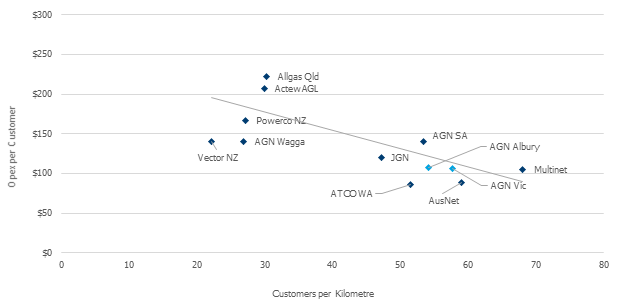 $300
$250
Allgas Qld
ActewAGL
$200
Powerco NZ
$150
AGN SA
AGN Wagga
AGN Albury
Vector NZ
JGN
$100
Multinet
AGN Vic
ATCO WA
AusNet
$50
$0
0 10 20 30 40 50 60 70 80
Opex per Customer
Customers per Kilometre